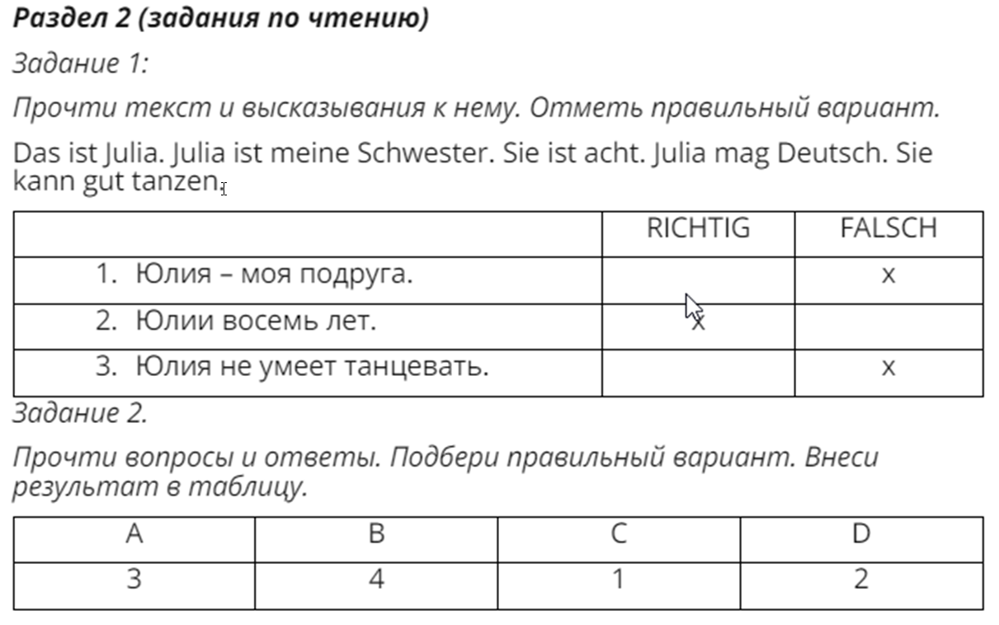 Раздел 2 (задания по чтению)
Задание 1:
Прочти текст и высказывания к нему. Отметь правильный вариант.
Das ist Julia. Julia ist meine Schwester. Sie ist acht. Julia mag Deutsch. Sie
kann gut tanzen.
RICHTIG FALSCH
1. Юлия – моя подруга. x
2. Юлии восемь лет. x
3. Юлия не умеет танцевать. x
Задание 2.
Прочти вопросы и ответы. Подбери правильный вариант. Внеси
результат в таблицу.
A B C D
3 4 1 2